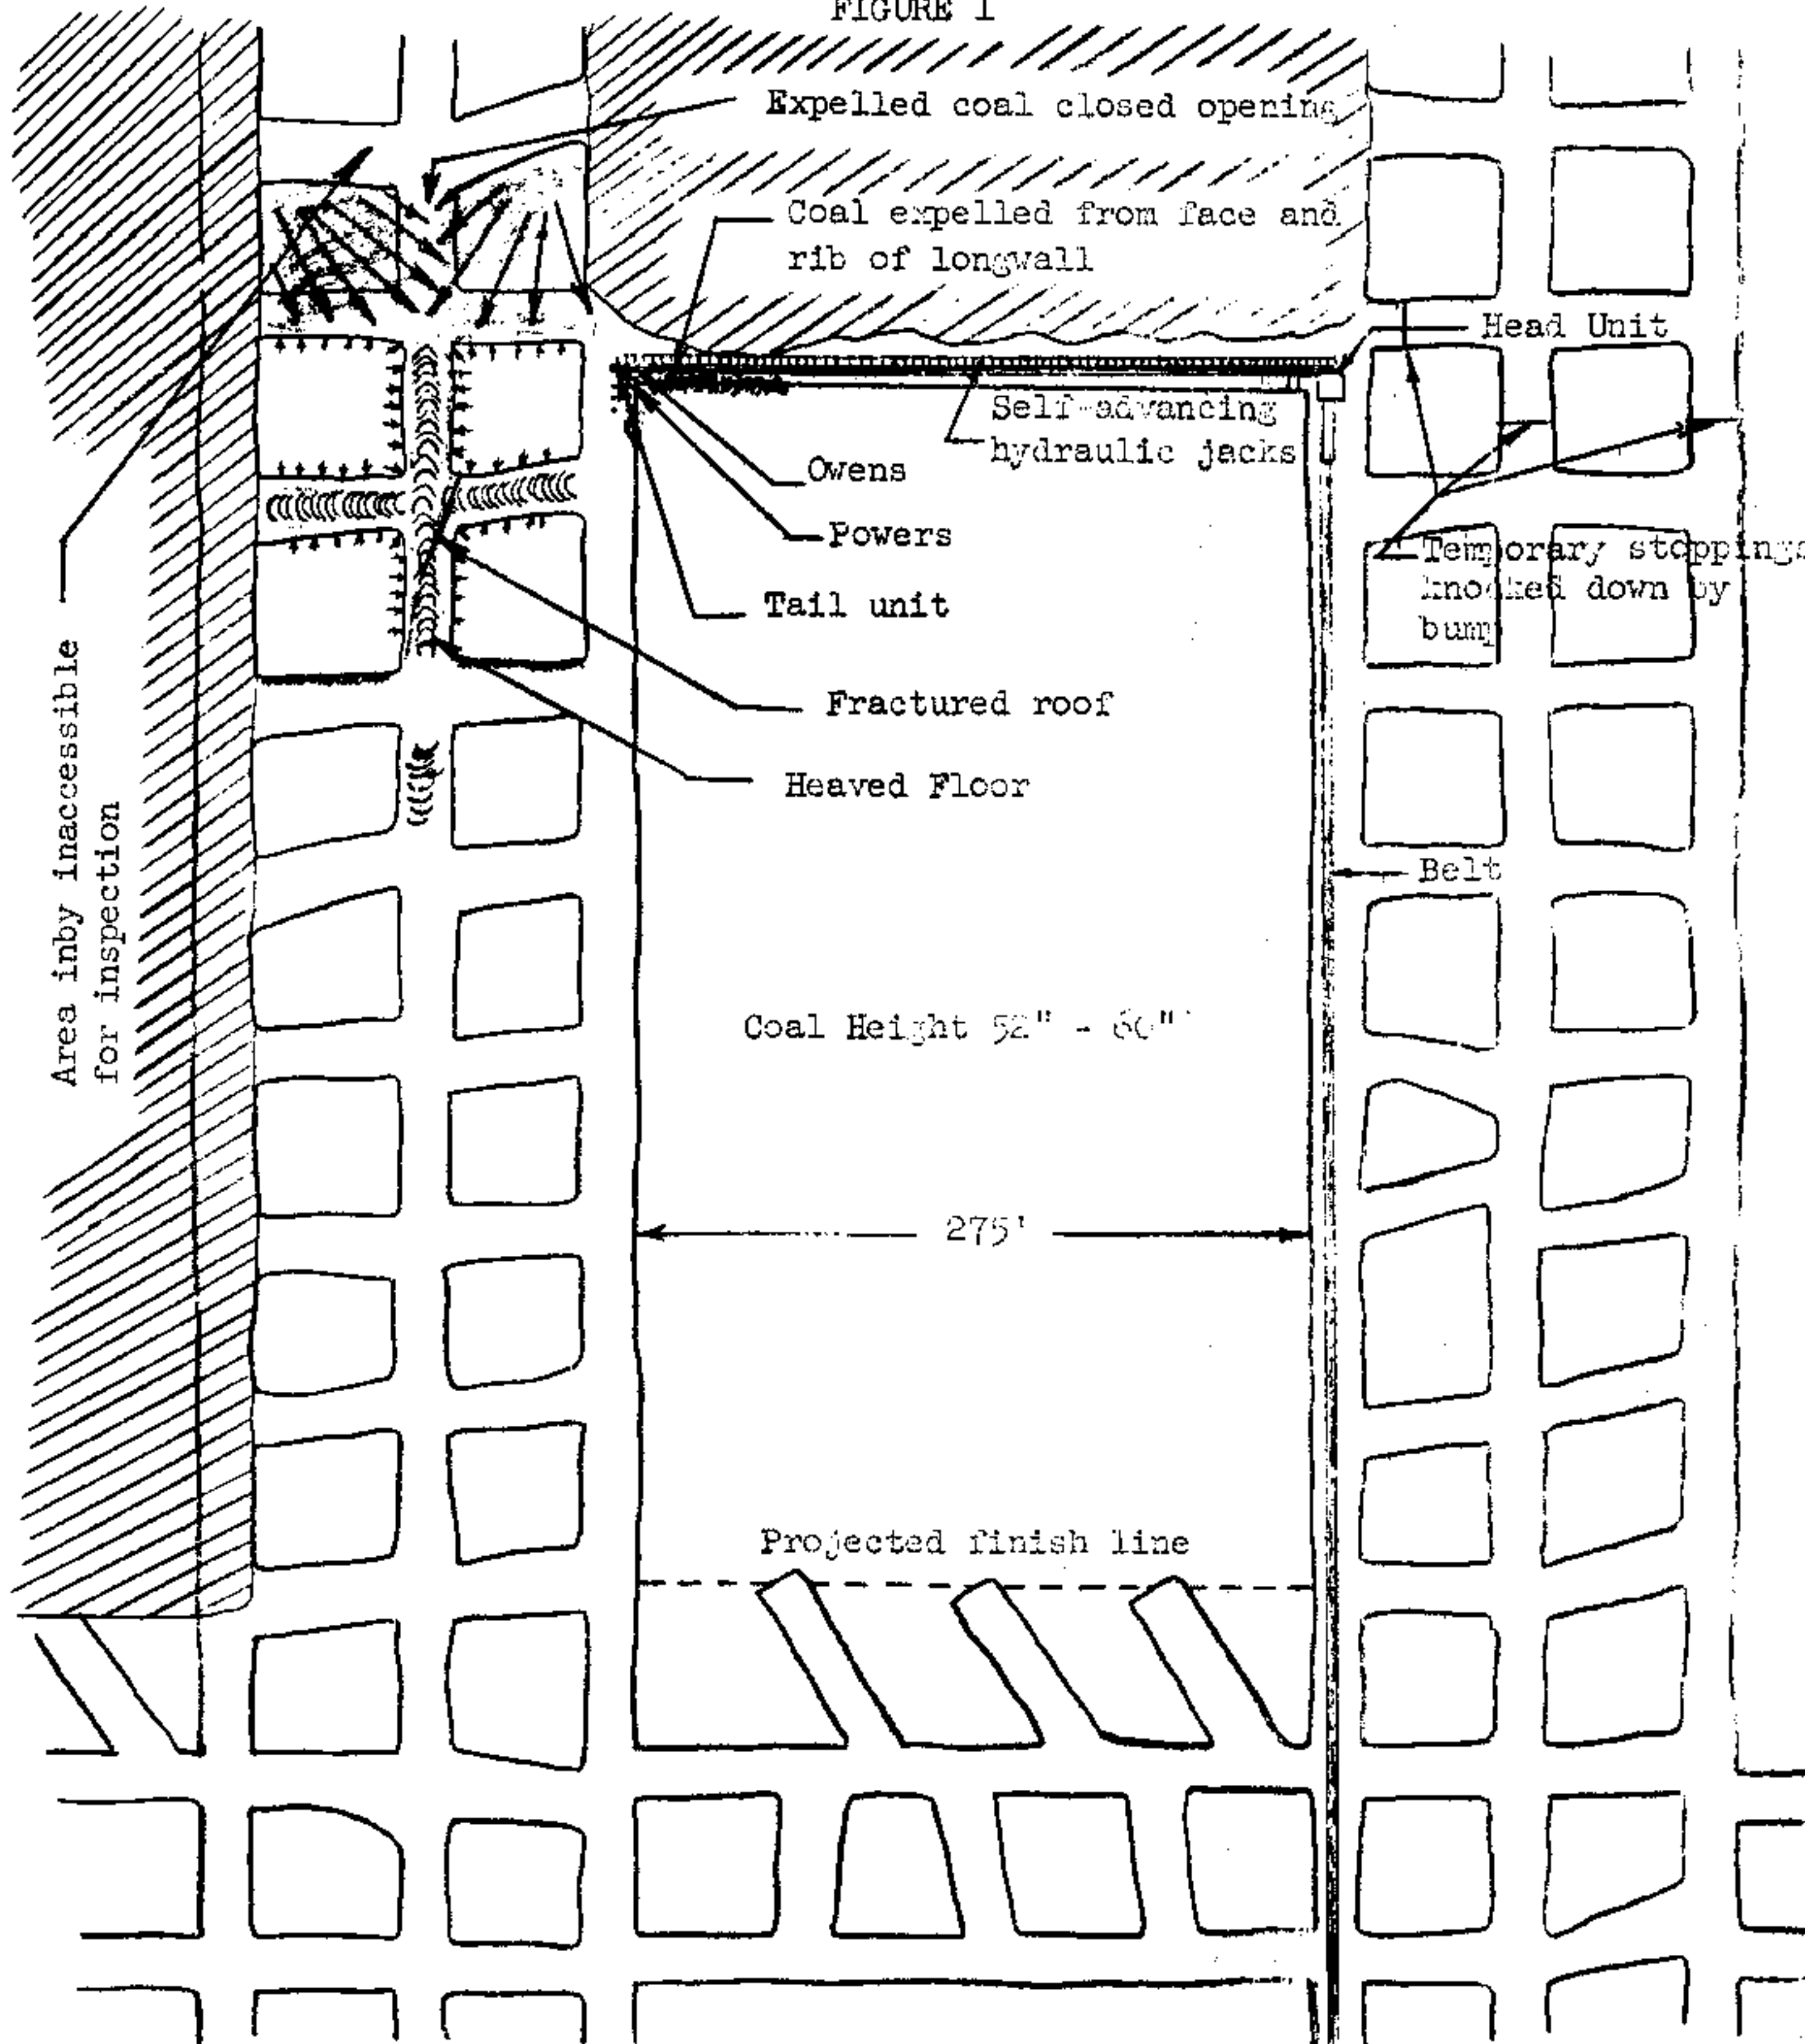 FIGURE 1
Expelled coal closed opening
Coal expelled from face and
rib of longwall
Head Unit
Self-advancing
hydraulic jacks
Owens
Powers
Temporary stoppings
knocked down by
bump
Tail unit
Fractured roof
Heaved Floor
Area inby inaccessible
for inspection
Belt
Coal Height 52" - 60"
275'
Projected finish line